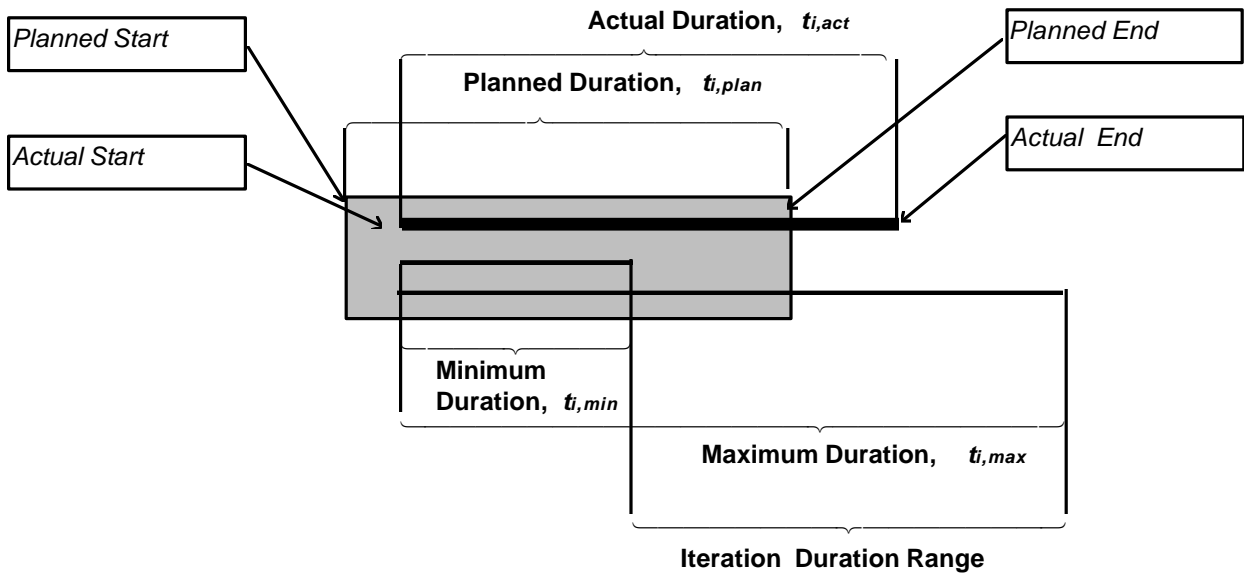 Actual Duration, ti,act
Planned Start
Planned End
Planned Duration, ti,plan
Actual Start
Actual End
Minimum
Duration, ti,min
Maximum Duration, ti,max
Iteration Duration Range